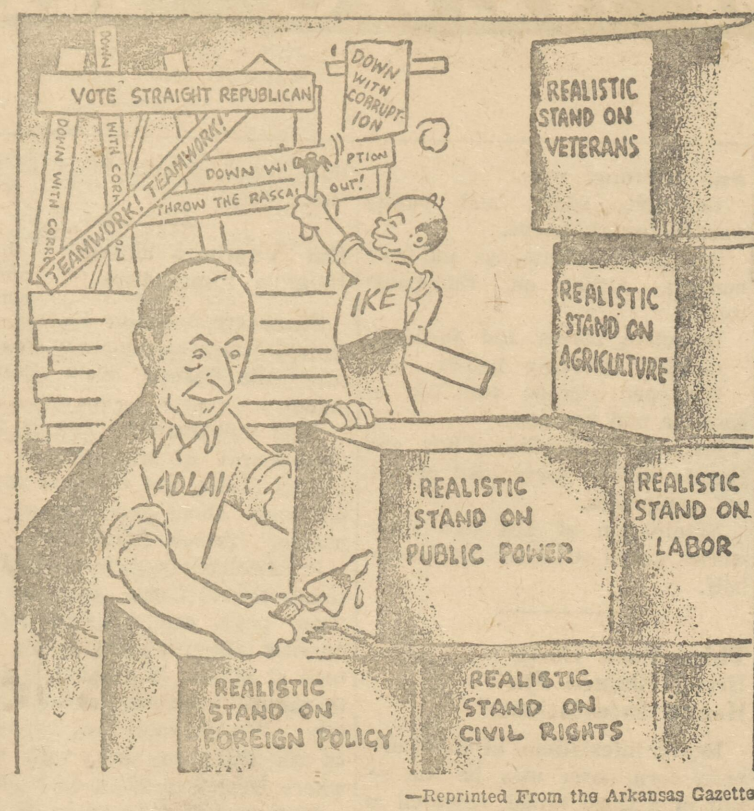 DOWN
WITH
CORRUPT-
ION
DOWN
VOTE STRAIGHT REPUBLICAN
DOWN WITH CORRU
WITH CORR
ON
TEAMWORK! TEAMWORK!
DOWN WI
PTION
THROW THE RASCAL
OUT!
IKE
ADLAI
REALISTIC
STAND ON
VETERANS
REALISTIC
STAND ON
AGRICULTURE
REALISTIC
STAND ON
PUBLIC POWER
REALISTIC
STAND ON
LABOR
REALISTIC
STAND ON
FOREIGN POLICY
REALISTIC
STAND ON
CIVIL RIGHTS
—Reprinted From the Arkansas Gazette